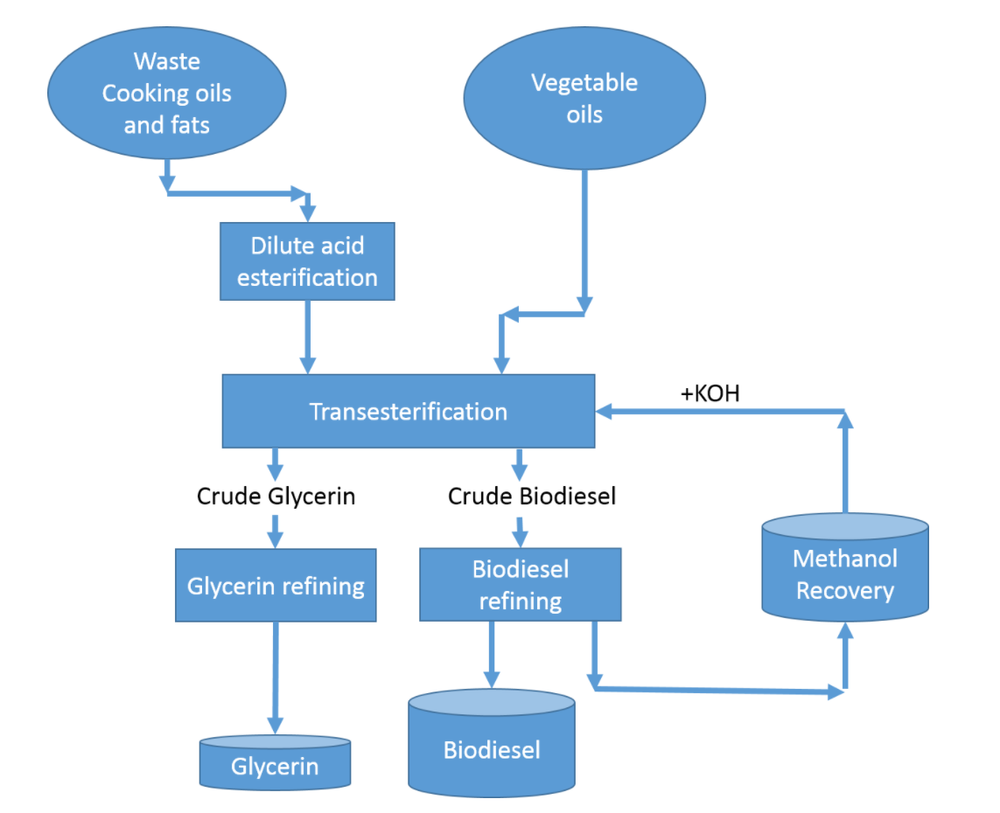 Waste
Cooking oils
and fats
Vegetable
oils
Dilute acid
esterification
Transesterification
+KOH
Crude Glycerin
Crude Biodiesel
Glycerin refining
Biodiesel
refining
Methanol
Recovery
Glycerin
Biodiesel